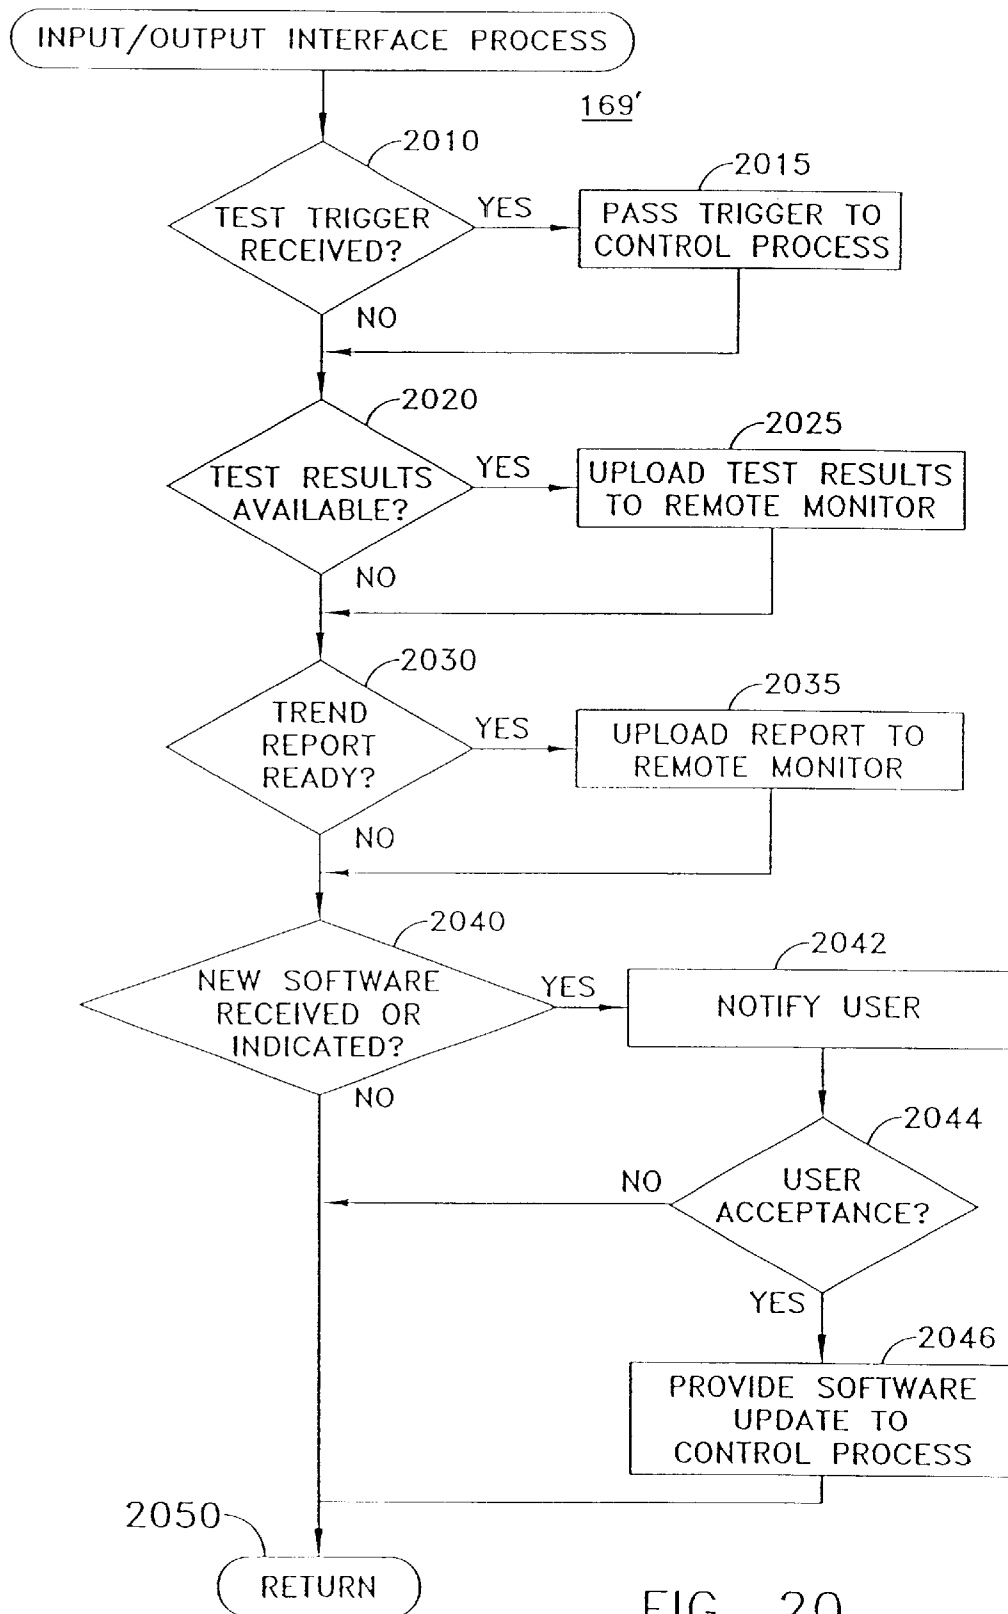 INPUT/OUTPUT INTERFACE PROCESS
169'
2010
TEST TRIGGER
RECEIVED?
YES
2015
PASS TRIGGER TO
CONTROL PROCESS
NO
2020
TEST RESULTS
AVAILABLE?
YES
2025
UPLOAD TEST RESULTS
TO REMOTE MONITOR
NO
2030
TREND
REPORT
READY?
YES
2035
UPLOAD REPORT TO
REMOTE MONITOR
NO
2040
NEW SOFTWARE
RECEIVED OR
INDICATED?
YES
2042
NOTIFY USER
NO
2044
USER
ACCEPTANCE?
NO
YES
2046
PROVIDE SOFTWARE
UPDATE TO
CONTROL PROCESS
2050
RETURN
FIG. 20